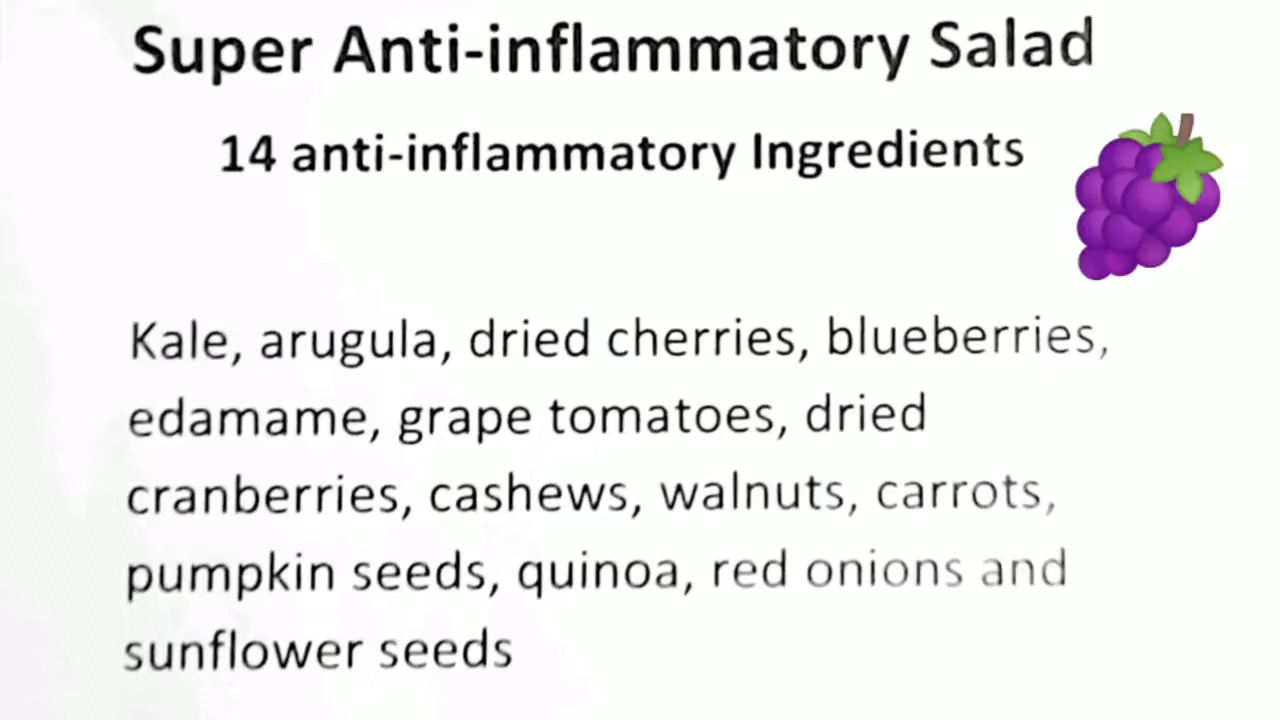 Super Anti-inflammatory Salad
14 anti-inflammatory Ingredients
Kale, arugula, dried cherries, blueberries,
edamame, grape tomatoes, dried
cranberries, cashews, walnuts, carrots,
pumpkin seeds, quinoa, red onions and
sunflower seeds